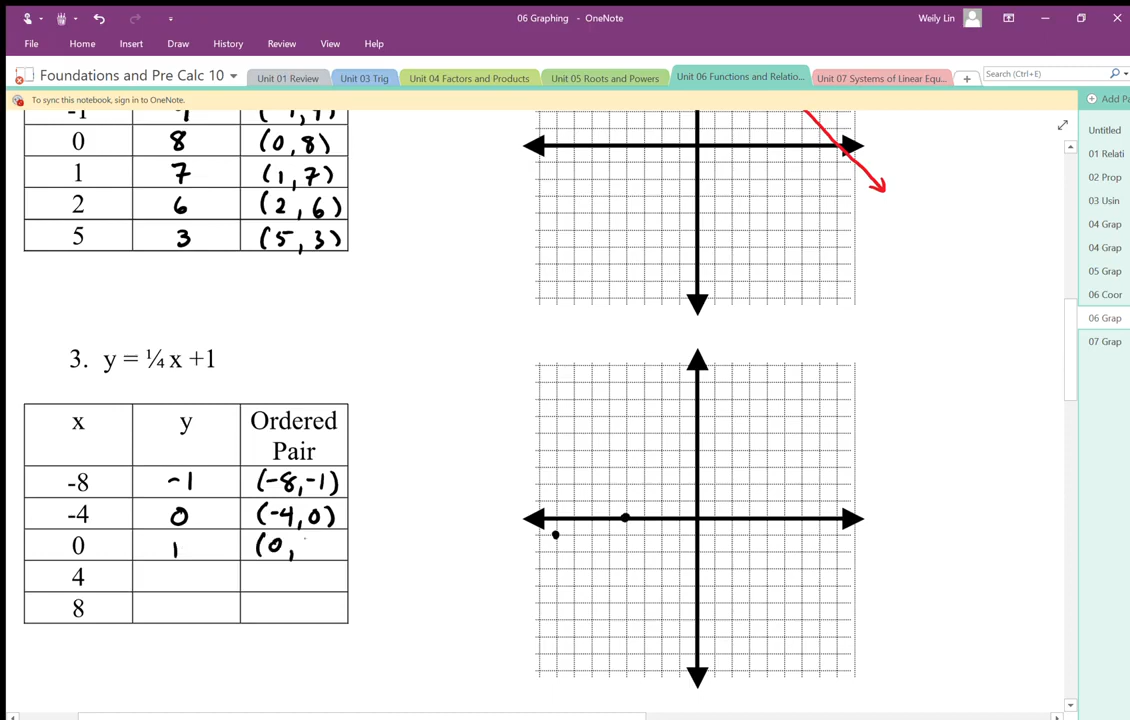 06 Graphing - OneNote
Weily Lin
File Home Insert Draw History Review View Help
Foundations and Pre Calc 10
Unit 01 Review Unit 03 Trig Unit 04 Factors and Products Unit 05 Roots and Powers Unit 06 Functions and Relatio... Unit 07 Systems of Linear Equ... Search (Ctrl+E)
To sync this notebook, sign in to OneNote.
Add Pa
Untitled
01 Relati
02 Prop
03 Usin
04 Grap
04 Grap
05 Grap
06 Coor
06 Grap
07 Grap
-1
0 8 (0,8)
1 7 (1,7)
2 6 (2,6)
5 3 (5,3)
3. y = ¼ x +1
x y Ordered Pair
-8 -1 (-8,-1)
-4 0 (-4,0)
0 1 (0,
4
8